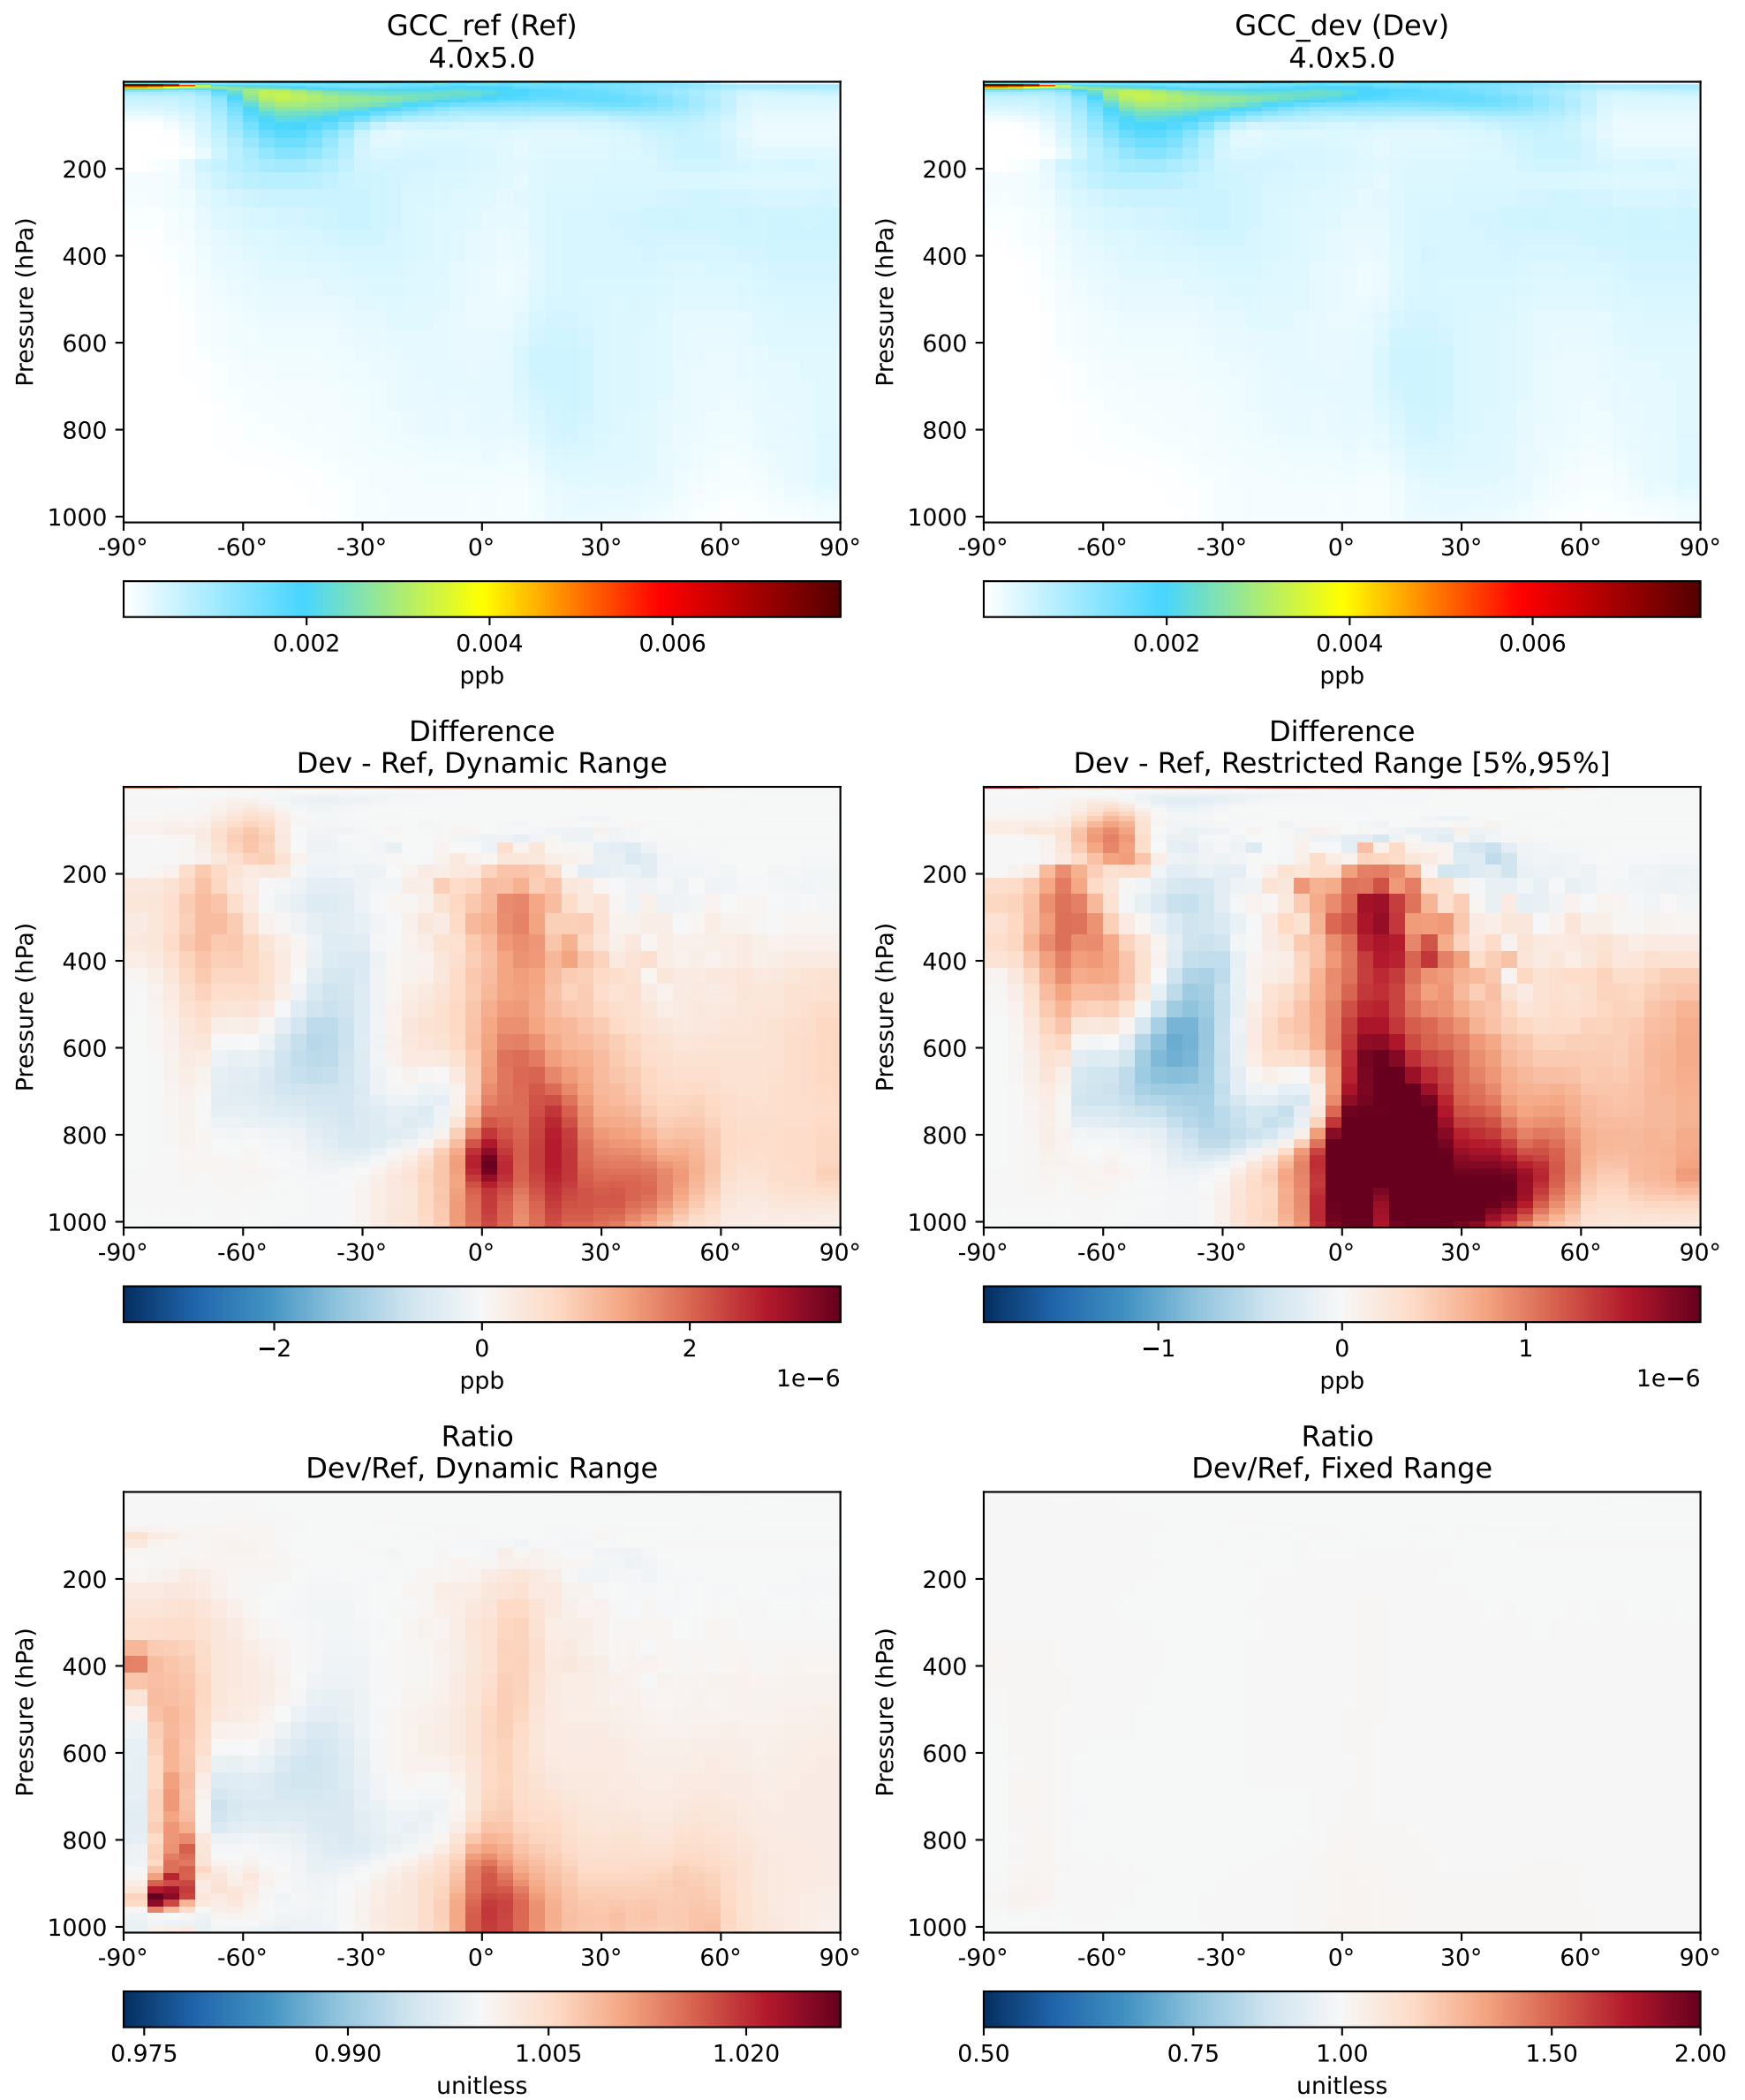 GCC_ref (Ref)
4.0x5.0
GCC_dev (Dev)
4.0x5.0
Pressure (hPa)
200
400
600
800
1000
-90° -60° -30° 0° 30° 60° 90°
0.002 0.004 0.006
ppb
Pressure (hPa)
200
400
600
800
1000
-90° -60° -30° 0° 30° 60° 90°
0.002 0.004 0.006
ppb
Difference
Dev - Ref, Dynamic Range
Difference
Dev - Ref, Restricted Range [5%,95%]
Pressure (hPa)
200
400
600
800
1000
-90° -60° -30° 0° 30° 60° 90°
−2 0 2
ppb
1e−6
Pressure (hPa)
200
400
600
800
1000
-90° -60° -30° 0° 30° 60° 90°
−1 0 1
ppb
1e−6
Ratio
Dev/Ref, Dynamic Range
Ratio
Dev/Ref, Fixed Range
Pressure (hPa)
200
400
600
800
1000
-90° -60° -30° 0° 30° 60° 90°
0.975 0.990 1.005 1.020
unitless
Pressure (hPa)
200
400
600
800
1000
-90° -60° -30° 0° 30° 60° 90°
0.50 0.75 1.00 1.50 2.00
unitless